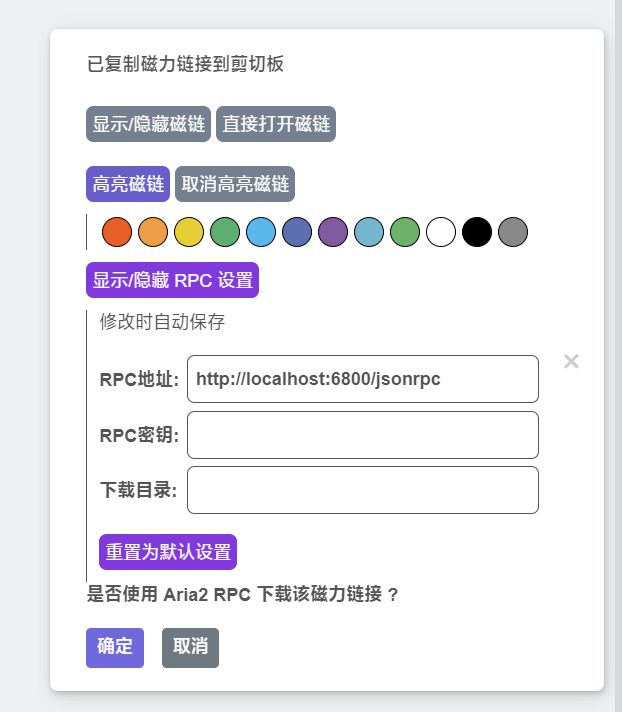 已复制磁力链接到剪切板
显示/隐藏磁链 直接打开磁链
高亮磁链 取消高亮磁链
显示/隐藏 RPC 设置
修改时自动保存
RPC地址: http://localhost:6800/jsonrpc
RPC密钥:
下载目录:
重置为默认设置
是否使用 Aria2 RPC 下载该磁力链接 ?
确定 取消